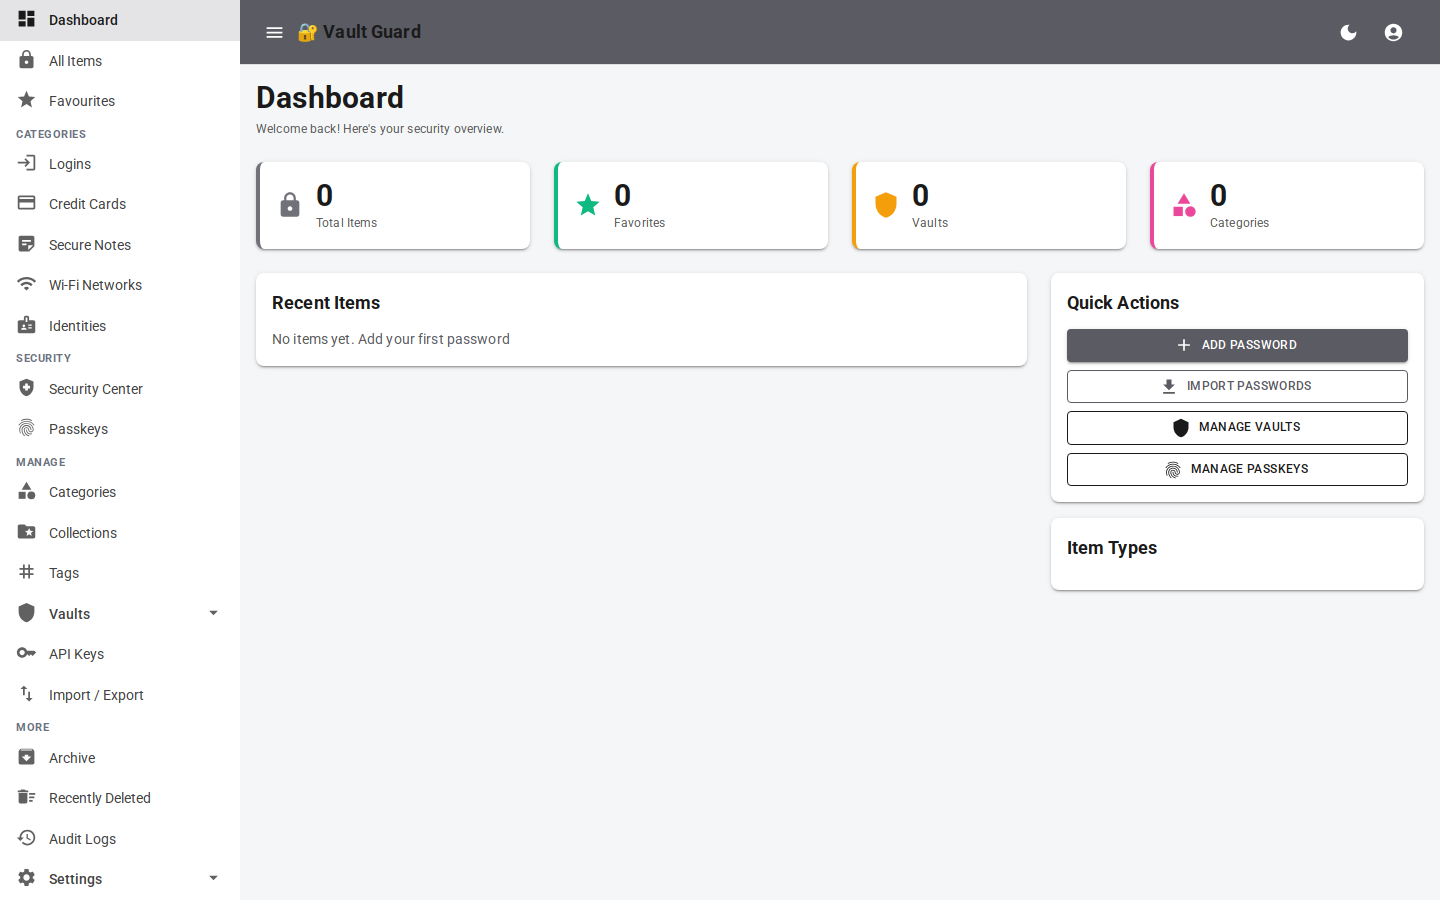 Dashboard
All Items
Favourites
CATEGORIES
Logins
Credit Cards
Secure Notes
Wi-Fi Networks
Identities
SECURITY
Security Center
Passkeys
MANAGE
Categories
Collections
Tags
Vaults
API Keys
Import / Export
MORE
Archive
Recently Deleted
Audit Logs
Settings
🔐 Vault Guard
Dashboard
Welcome back! Here's your security overview.
0
Total Items
0
Favorites
0
Vaults
0
Categories
Recent Items
No items yet. Add your first password
Quick Actions
ADD PASSWORD
IMPORT PASSWORDS
MANAGE VAULTS
MANAGE PASSKEYS
Item Types